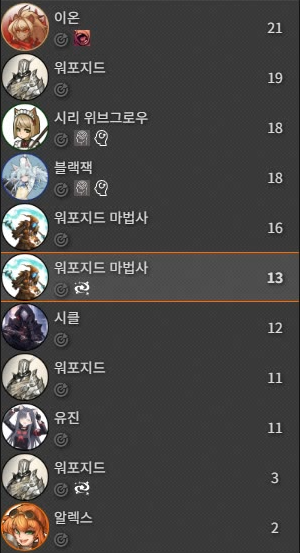 이온 21
워포지드 19
시리 위브그로우 18
블랙잭 18
워포지드 마법사 16
워포지드 마법사 13
시클 12
워포지드 11
유진 11
워포지드 3
알렉스 2